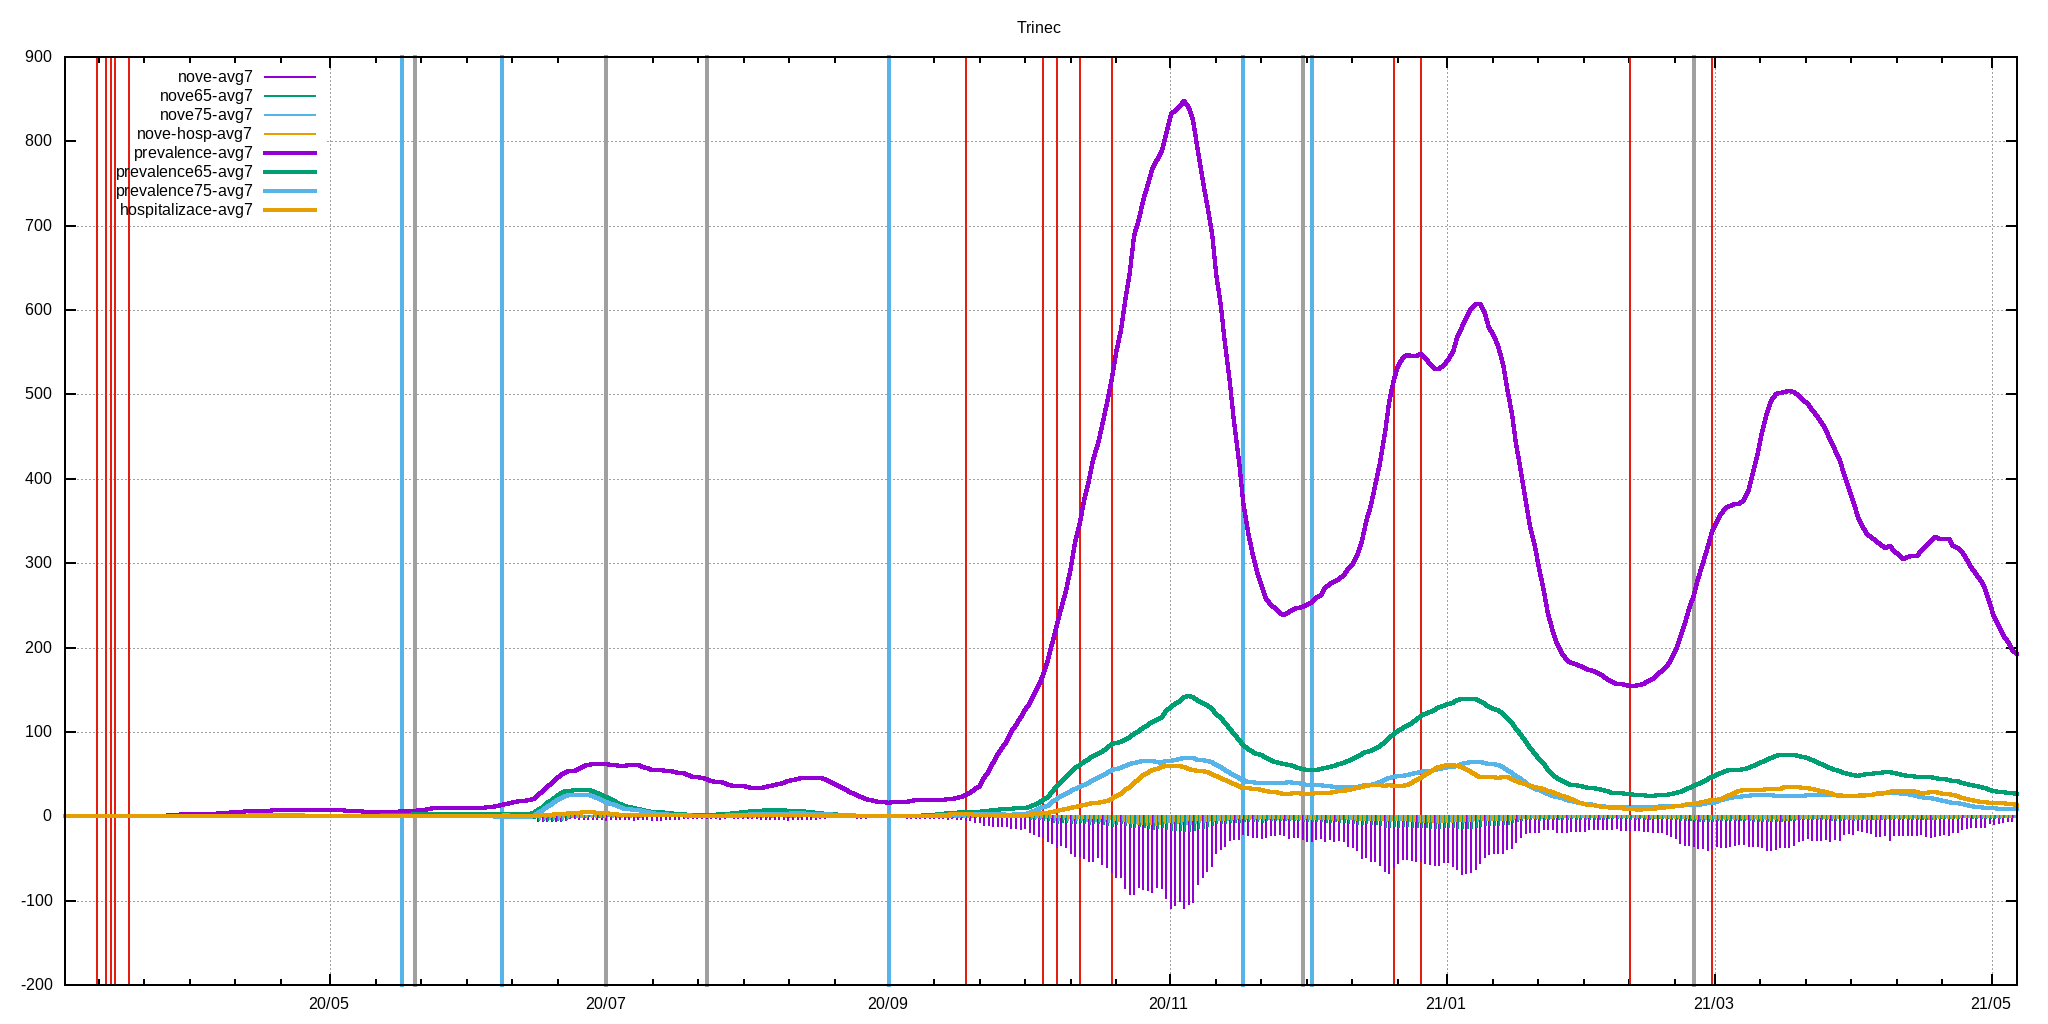 Trinec
900
800
700
600
500
400
300
200
100
0
-100
-200
nove-avg7
nove65-avg7
nove75-avg7
nove-hosp-avg7
prevalence-avg7
prevalence65-avg7
prevalence75-avg7
hospitalizace-avg7
20/05
20/07
20/09
20/11
21/01
21/03
21/05